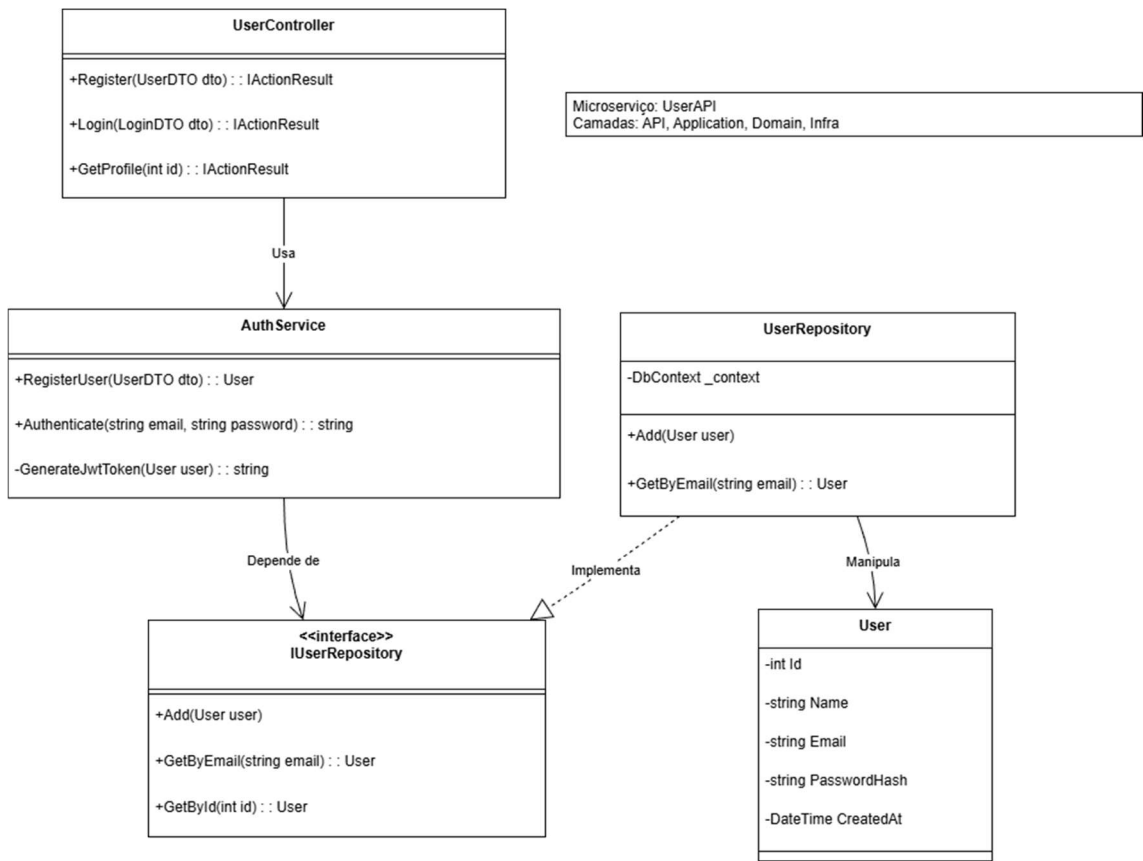 UserController
+Register(UserDTO dto) : : IActionResult
+Login(LoginDTO dto) : : IActionResult
+GetProfile(int id) : : IActionResult
Microserviço: UserAPI
Camadas: API, Application, Domain, Infra
Usa
AuthService
+RegisterUser(UserDTO dto) : : User
+Authenticate(string email, string password) : : string
-GenerateJwtToken(User user) : : string
UserRepository
-DbContext _context
+Add(User user)
+GetByEmail(string email) : : User
Depende de
Implementa
Manipula
<<interface>>
IUserRepository
+Add(User user)
+GetByEmail(string email) : : User
+GetById(int id) : : User
User
-int Id
-string Name
-string Email
-string PasswordHash
-DateTime CreatedAt